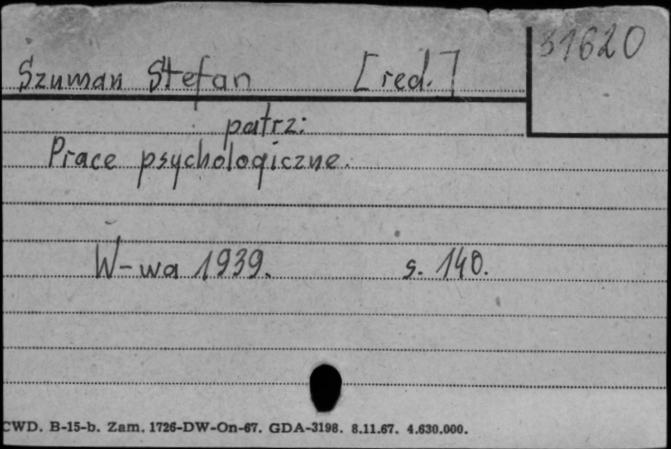 31620
Szuman Stefan [red.]
patrz:
Prace psychologiczne.
W-wa 1939. s. 140.
CWD. B-15-b. Zam. 1726-DW-On-67. GDA-3198. 8.11.67. 4.630.000.